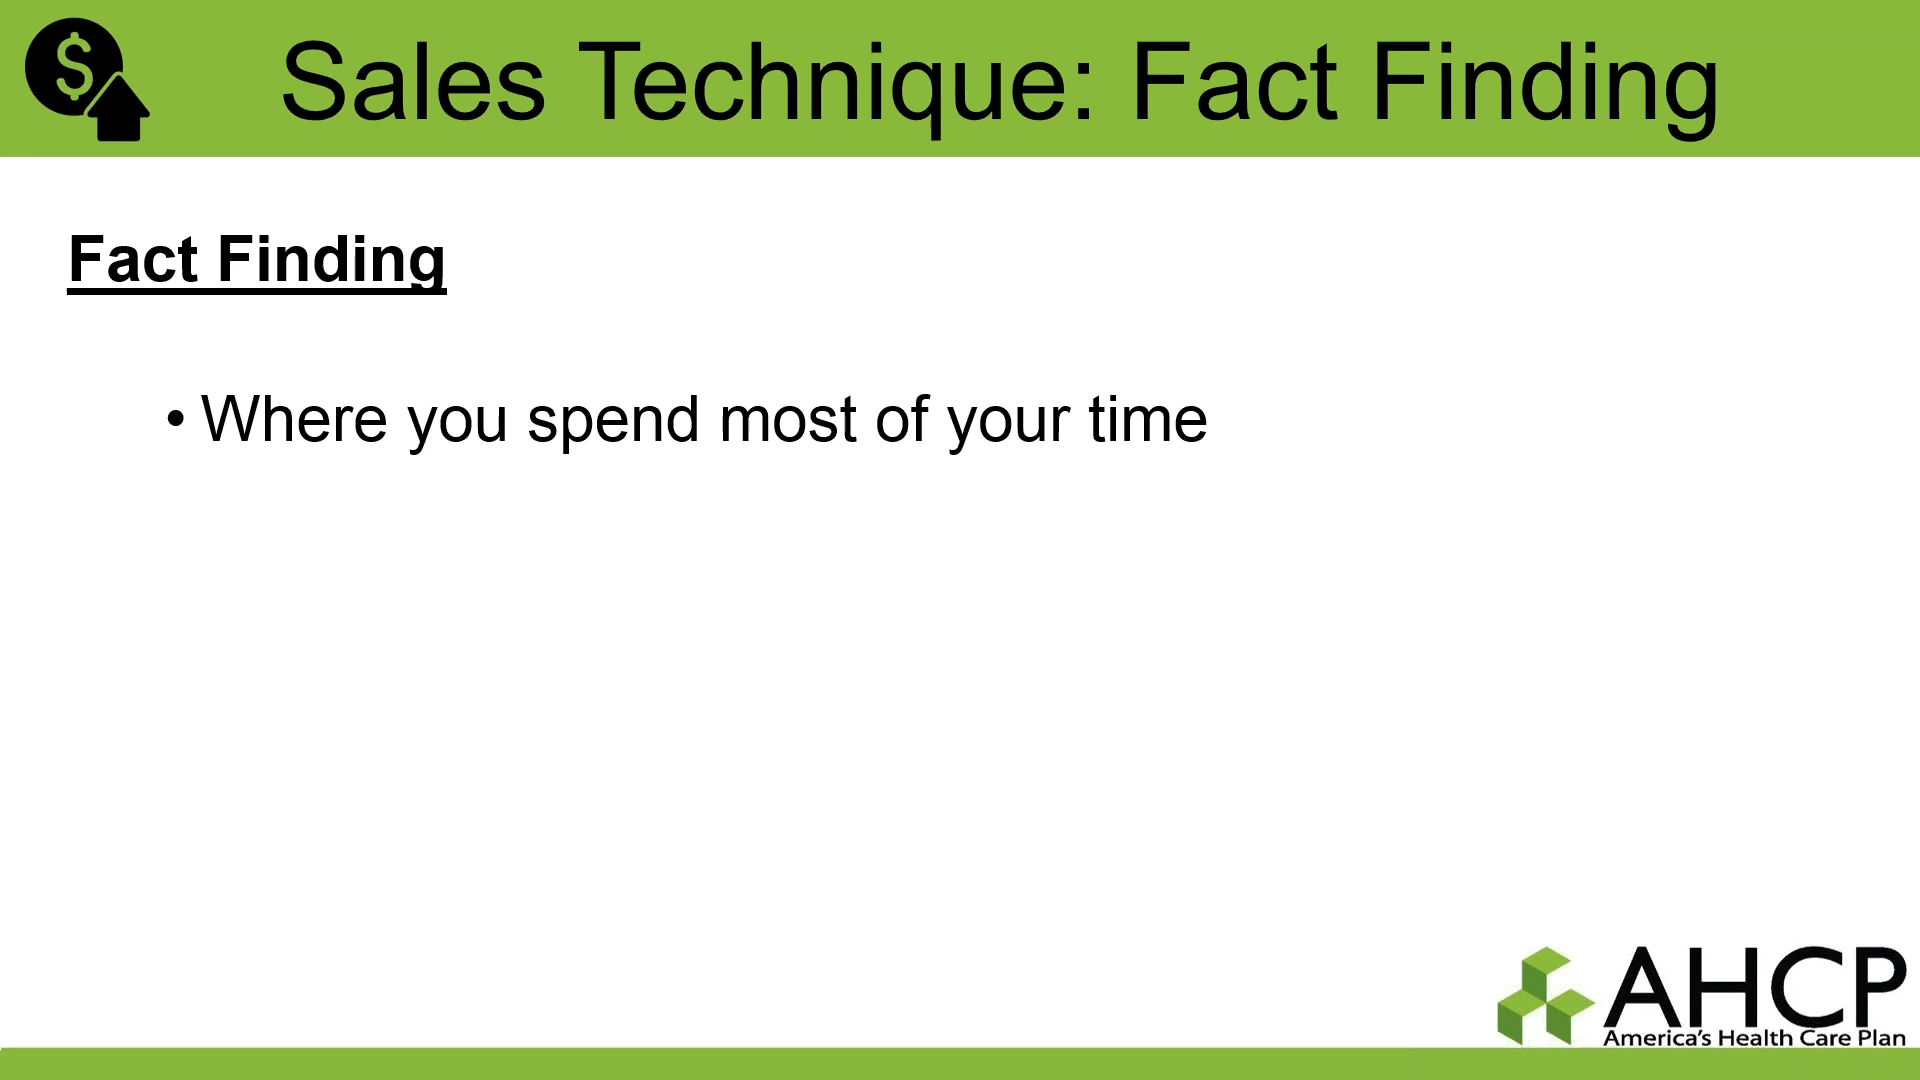 $
Sales Technique: Fact Finding
Fact Finding
• Where you spend most of your time
AHCP
America's Health Care Plan